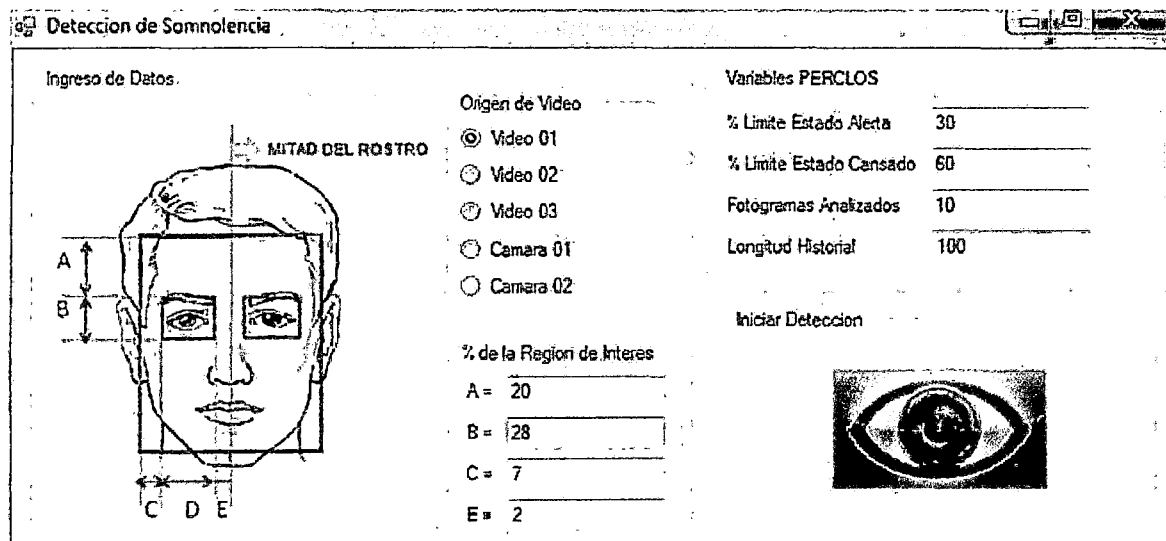 Deteccion de Somnolencia
Ingreso de Datos
MITAD DEL ROSTRO
A
B
C D E
Origen de Video
Video 01
Video 02
Video 03
Camara 01
Camara 02
% de la Region de Interes
A = 20
B = 28
C = 7
E = 2
Variables PERCLOS
% Limite Estado Alerta 30
% Limite Estado Cansado 60
Fotogramas Analizados 10
Longitud Historial 100
Iniciar Deteccion